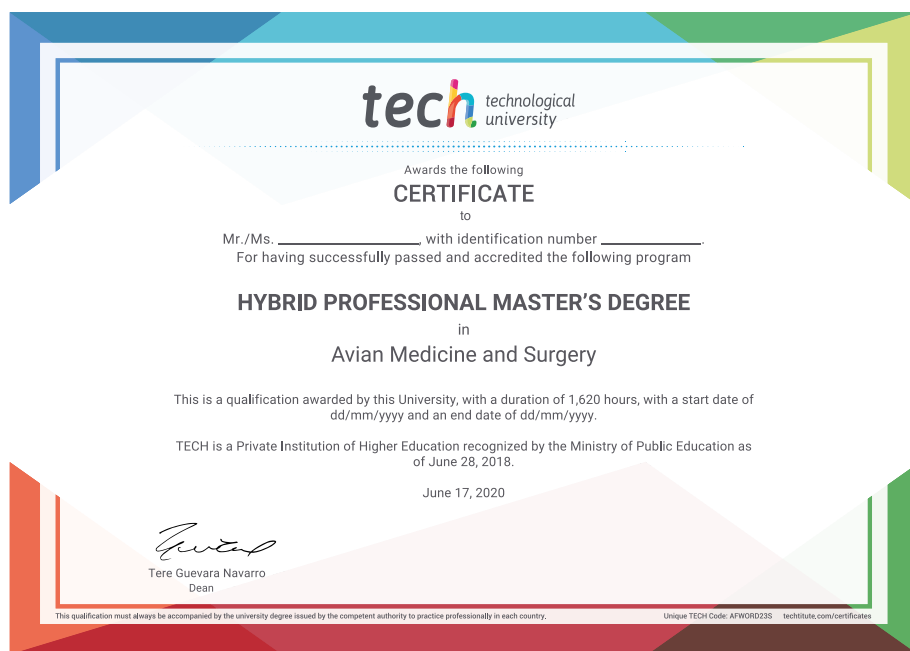 tech technological
university
Awards the following
CERTIFICATE
to
Mr./Ms. ____________________, with identification number ______________.
For having successfully passed and accredited the following program
HYBRID PROFESSIONAL MASTER'S DEGREE
in
Avian Medicine and Surgery
This is a qualification awarded by this University, with a duration of 1,620 hours, with a start date of
dd/mm/yyyy and an end date of dd/mm/yyyy.
TECH is a Private Institution of Higher Education recognized by the Ministry of Public Education as
of June 28, 2018.
June 17, 2020
Tere Guevara Navarro
Dean
This qualification must always be accompanied by the university degree issued by the competent authority to practice professionally in each country.
Unique TECH Code: AFWORD23S techtitute.com/certificates